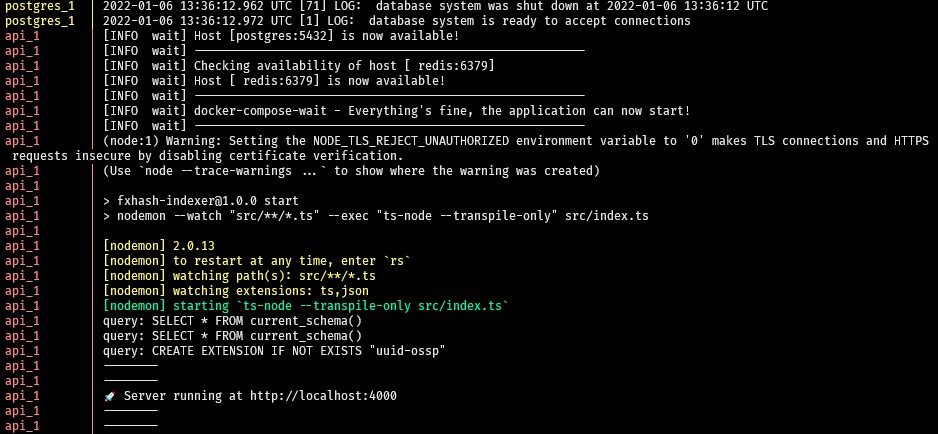 postgres_1 | 2022-01-06 13:36:12.962 UTC [71] LOG:  database system was shut down at 2022-01-06 13:36:12 UTC
postgres_1 | 2022-01-06 13:36:12.972 UTC [1] LOG:  database system is ready to accept connections
api_1 | [INFO  wait] Host [postgres:5432] is now available!
api_1 | [INFO  wait] --------------------------------------------------------
api_1 | [INFO  wait] Checking availability of host [ redis:6379]
api_1 | [INFO  wait] Host [ redis:6379] is now available!
api_1 | [INFO  wait] --------------------------------------------------------
api_1 | [INFO  wait] docker-compose-wait - Everything's fine, the application can now start!
api_1 | [INFO  wait] --------------------------------------------------------
api_1 | (node:1) Warning: Setting the NODE_TLS_REJECT_UNAUTHORIZED environment variable to '0' makes TLS connections and HTTPS
requests insecure by disabling certificate verification.
api_1 | (Use `node --trace-warnings ...` to show where the warning was created)
api_1 |
api_1 | > fxhash-indexer@1.0.0 start
api_1 | > nodemon --watch "src/**/*.ts" --exec "ts-node --transpile-only" src/index.ts
api_1 |
api_1 | [nodemon] 2.0.13
api_1 | [nodemon] to restart at any time, enter `rs`
api_1 | [nodemon] watching path(s): src/**/*.ts
api_1 | [nodemon] watching extensions: ts,json
api_1 | [nodemon] starting `ts-node --transpile-only src/index.ts`
api_1 | query: SELECT * FROM current_schema()
api_1 | query: SELECT * FROM current_schema()
api_1 | query: CREATE EXTENSION IF NOT EXISTS "uuid-ossp"
api_1 | --------
api_1 | --------
api_1 | 🚀 Server running at http://localhost:4000
api_1 | --------
api_1 | --------